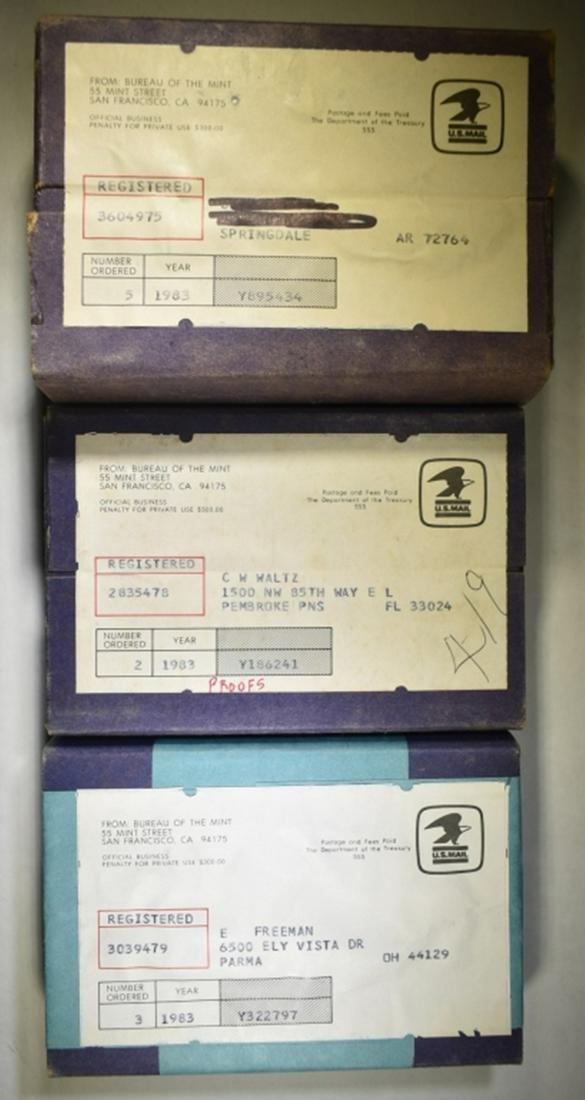 FROM: BUREAU OF THE MINT
55 MINT STREET
SAN FRANCISCO, CA 94175
OFFICIAL BUSINESS
PENALTY FOR PRIVATE USE $300.00
Postage and Fees Paid
The Department of the Treasury
555
U.S.MAIL
REGISTERED
3604975
SPRINGDALE AR 72764
NUMBER ORDERED YEAR
5 1983 Y895434
FROM: BUREAU OF THE MINT
55 MINT STREET
SAN FRANCISCO, CA 94175
OFFICIAL BUSINESS
PENALTY FOR PRIVATE USE $300.00
Postage and Fees Paid
The Department of the Treasury
555
U.S.MAIL
REGISTERED
2835478
C W WALTZ
1500 NW 85TH WAY E L
PEMBROKE PNS FL 33024
4/9
NUMBER ORDERED YEAR
2 1983 Y186241
PROOFS
FROM: BUREAU OF THE MINT
55 MINT STREET
SAN FRANCISCO, CA 94175
OFFICIAL BUSINESS
PENALTY FOR PRIVATE USE $300.00
Postage and Fees Paid
The Department of the Treasury
555
U.S.MAIL
REGISTERED
3039479
E FREEMAN
6500 ELY VISTA DR
PARMA OH 44129
NUMBER ORDERED YEAR
3 1983 Y322797